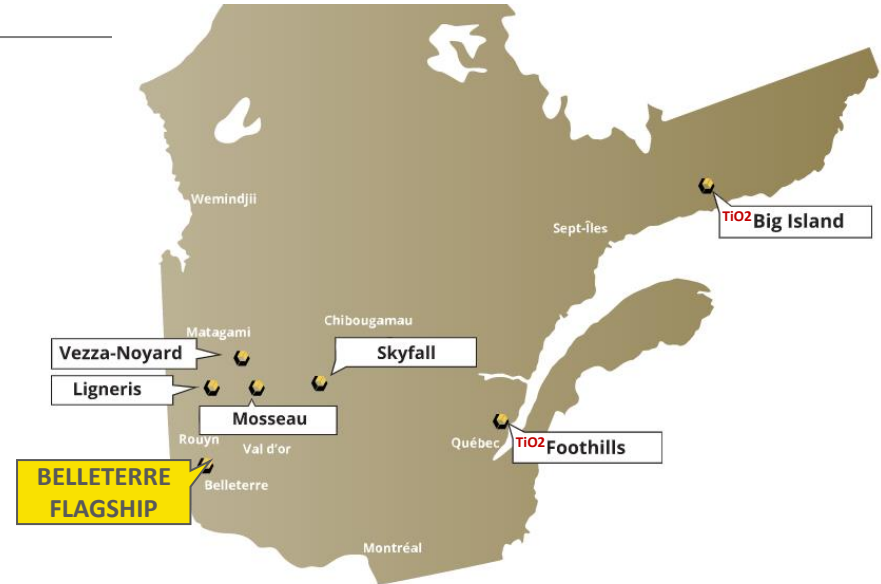 Wemindjii
Sept-Îles
TiO2 Big Island
Matagami
Chibougamau
Vezza-Noyard
Skyfall
Ligneris
Mosseau
Rouyn
Val d'or
Québec
TiO2 Foothills
BELLETERRE
FLAGSHIP
Belleterre
Montréal